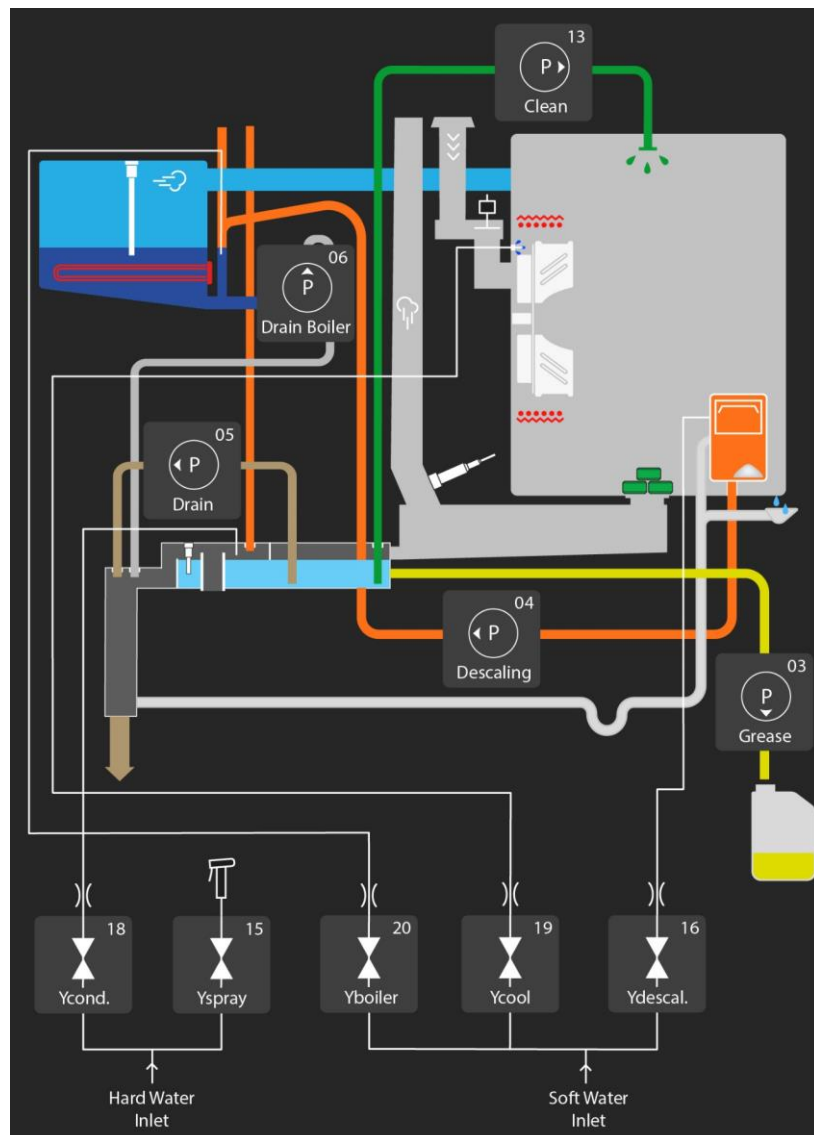 13
P
Clean
06
P
Drain Boiler
05
P
Drain
04
P
Descaling
03
P
Grease
18
Ycond.
15
Yspray
20
Yboiler
19
Ycool
16
Ydescal.
Hard Water
Inlet
Soft Water
Inlet